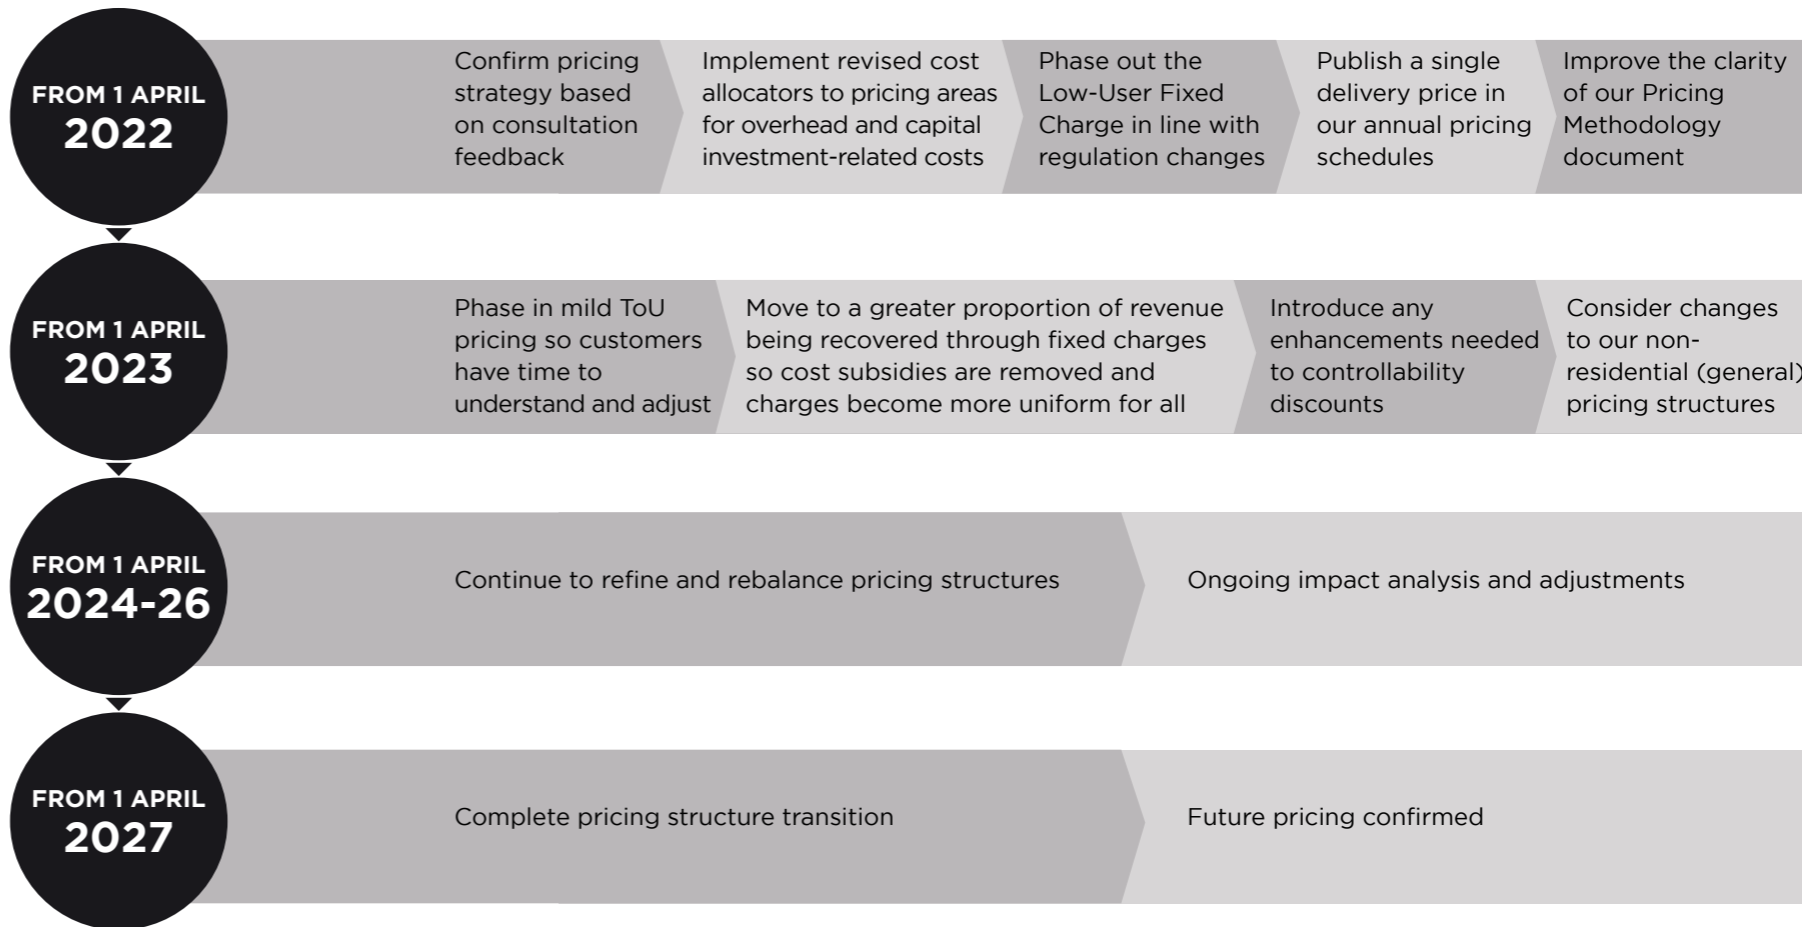 FROM 1 APRIL
2022
Confirm pricing
strategy based
on consultation
feedback
Implement revised cost
allocators to pricing areas
for overhead and capital
investment-related costs
Phase out the
Low-User Fixed
Charge in line with
regulation changes
Publish a single
delivery price in
our annual pricing
schedules
Improve the clarity
of our Pricing
Methodology
document
FROM 1 APRIL
2023
Phase in mild ToU
pricing so customers
have time to
understand and adjust
Move to a greater proportion of revenue
being recovered through fixed charges
so cost subsidies are removed and
charges become more uniform for all
Introduce any
enhancements needed
to controllability
discounts
Consider changes
to our non-
residential (general)
pricing structures
FROM 1 APRIL
2024-26
Continue to refine and rebalance pricing structures
Ongoing impact analysis and adjustments
FROM 1 APRIL
2027
Complete pricing structure transition
Future pricing confirmed